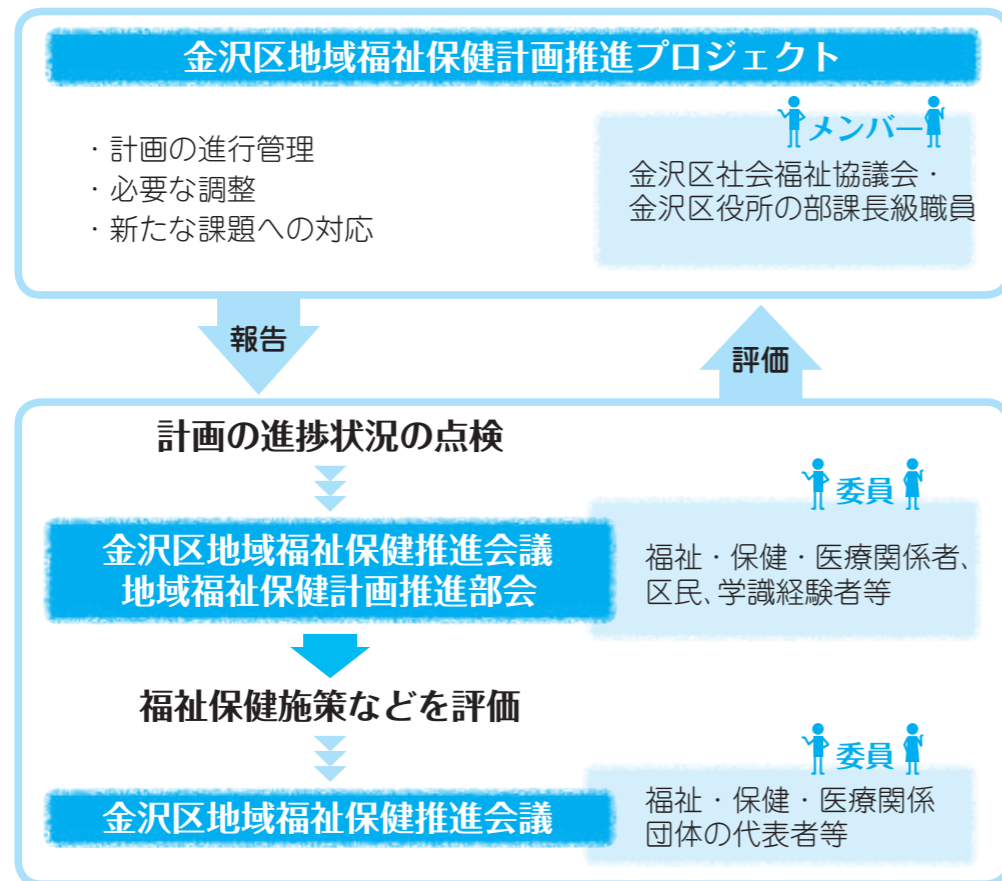 金沢区地域福祉保健計画推進プロジェクト
・計画の進行管理
・必要な調整
・新たな課題への対応
メンバー
金沢区社会福祉協議会・
金沢区役所の部課長級職員
報告
評価
計画の進捗状況の点検
金沢区地域福祉保健推進会議
地域福祉保健計画推進部会
委員
福祉・保健・医療関係者、
区民、学識経験者等
福祉保健施策などを評価
金沢区地域福祉保健推進会議
委員
福祉・保健・医療関係
団体の代表者等